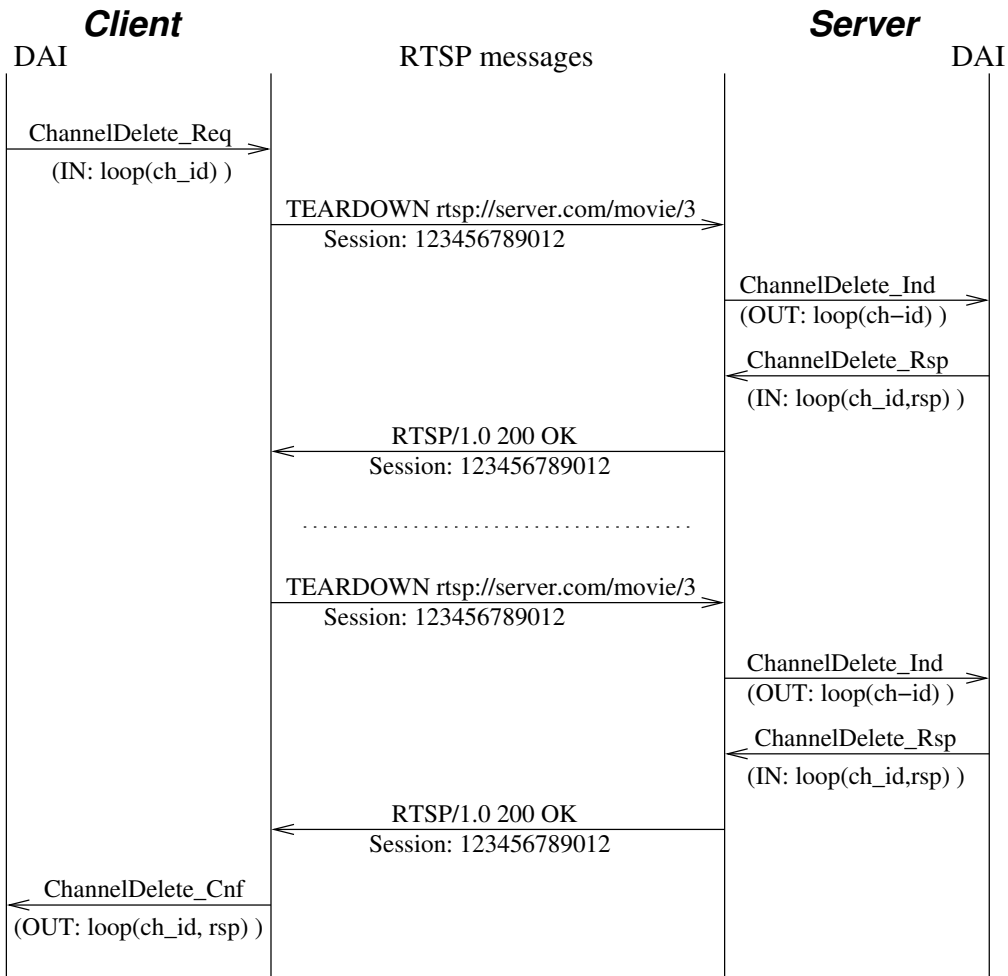 Client
Server
DAI
RTSP messages
DAI
ChannelDelete_Req
(IN: loop(ch_id) )
TEARDOWN rtsp://server.com/movie/3
Session: 123456789012
ChannelDelete_Ind
(OUT: loop(ch−id) )
ChannelDelete_Rsp
(IN: loop(ch_id,rsp) )
RTSP/1.0 200 OK
Session: 123456789012
TEARDOWN rtsp://server.com/movie/3
Session: 123456789012
ChannelDelete_Ind
(OUT: loop(ch−id) )
ChannelDelete_Rsp
(IN: loop(ch_id,rsp) )
RTSP/1.0 200 OK
Session: 123456789012
ChannelDelete_Cnf
(OUT: loop(ch_id, rsp) )